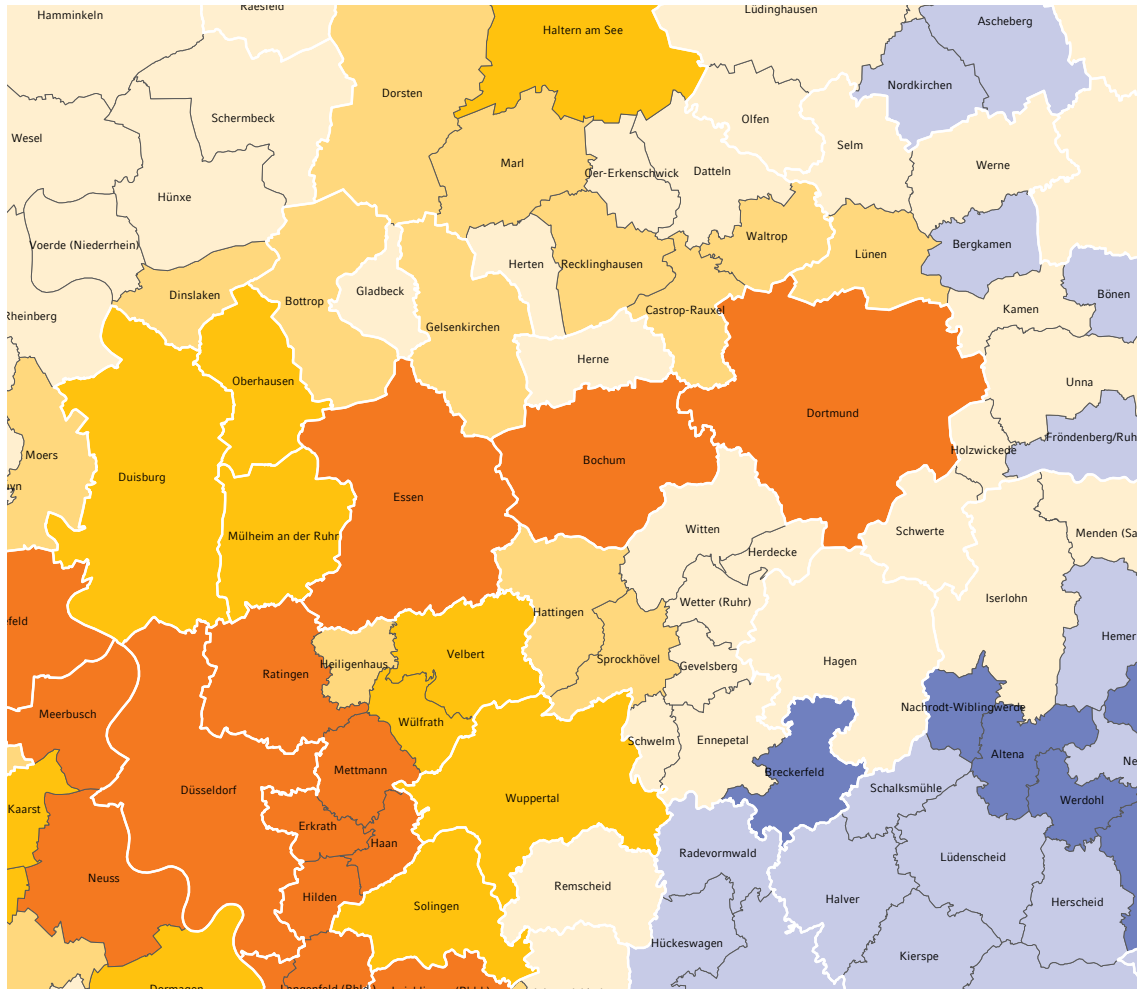 Hamminkeln
Raesfeld
Lüdinghausen
Ascheberg
Haltern am See
Dorsten
Nordkirchen
Schermbeck
Olfen
Wesel
Selm
Marl
Werne
Oer-Erkenschwick
Datteln
Hünxe
Waltrop
Voerde (Niederrhein)
Bergkamen
Lünen
Herten
Recklinghausen
Gladbeck
Dinslaken
Bönen
Bottrop
Castrop-Rauxel
Kamen
Rheinberg
Gelsenkirchen
Herne
Oberhausen
Unna
Dortmund
Fröndenberg/Ruh
Holzwickede
Moers
Bochum
Duisburg
uyn
Essen
Witten
Schwerte
Menden (Sa
Mülheim an der Ruhr
Herdecke
Iserlohn
Wetter (Ruhr)
Hattingen
efeld
Hemer
Velbert
Sprockhövel
Hagen
Heiligenhaus
Gevelsberg
Ratingen
Nachrodt-Wiblingwerde
Meerbusch
Wülfrath
Schwelm
Ennepetal
Altena
Ne
Mettmann
Breckerfeld
Schalksmühle
Düsseldorf
Wuppertal
Werdohl
Kaarst
Erkrath
Haan
Radevormwald
Lüdenscheid
Neuss
Remscheid
Hilden
Halver
Herscheid
Solingen
Hückeswagen
Kierspe
Dormagen